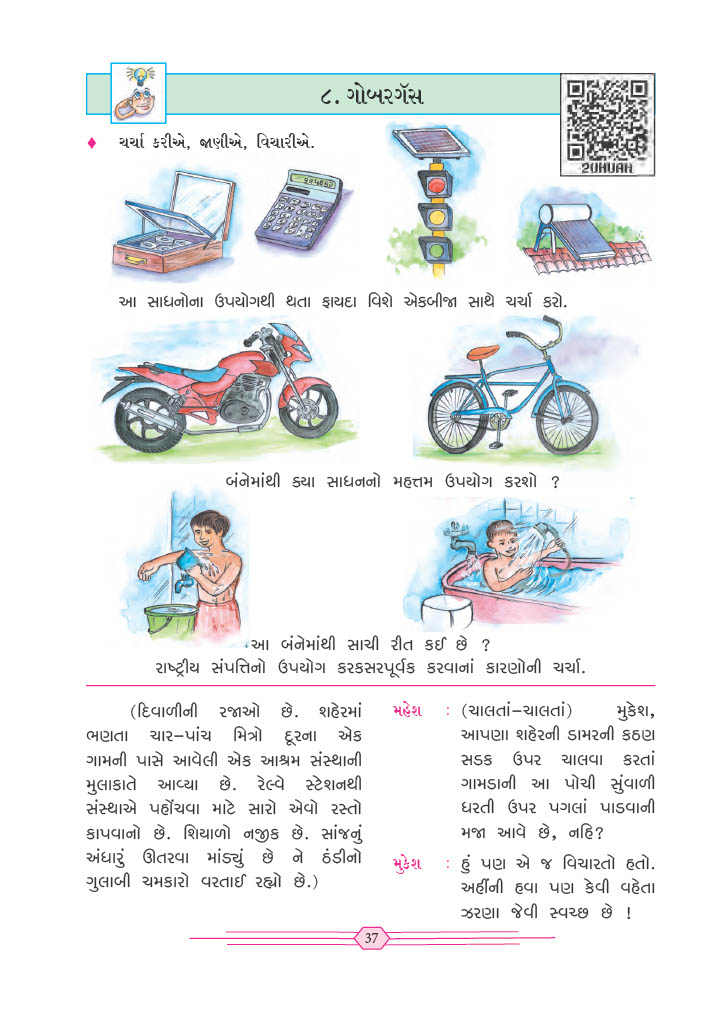 ૮. ગોબરગૅસ
2UHUAH
♦ ચર્ચા કરીએ, જાણીએ, વિચારીએ.
આ સાધનોના ઉપયોગથી થતા ફાયદા વિશે એકબીજા સાથે ચર્ચા કરો.
બંનેમાંથી ક્યા સાધનનો મહત્તમ ઉપયોગ કરશો ?
આ બંનેમાંથી સાચી રીત કઈ છે ?
રાષ્ટ્રીય સંપત્તિનો ઉપયોગ કરકસરપૂર્વક કરવાનાં કારણોની ચર્ચા.
(દિવાળીની રજાઓ છે. શહેરમાં
ભણતા ચાર–પાંચ મિત્રો દૂરના એક
ગામની પાસે આવેલી એક આશ્રમ સંસ્થાની
મુલાકાતે આવ્યા છે. રેલ્વે સ્ટેશનથી
સંસ્થાએ પહોંચવા માટે સારો એવો રસ્તો
કાપવાનો છે. શિયાળો નજીક છે. સાંજનું
અંધારું ઊતરવા માંડ્યું છે ને ઠંડીનો
ગુલાબી ચમકારો વરતાઈ રહ્યો છે.)
મહેશ : (ચાલતાં–ચાલતાં) મુકેશ,
આપણા શહેરની ડામરની કઠણ
સડક ઉપર ચાલવા કરતાં
ગામડાની આ પોચી સુંવાળી
ધરતી ઉપર પગલાં પાડવાની
મજા આવે છે, નહિ?
મુકેશ : હું પણ એ જ વિચારતો હતો.
અહીંની હવા પણ કેવી વહેતા
ઝરણા જેવી સ્વચ્છ છે !
37